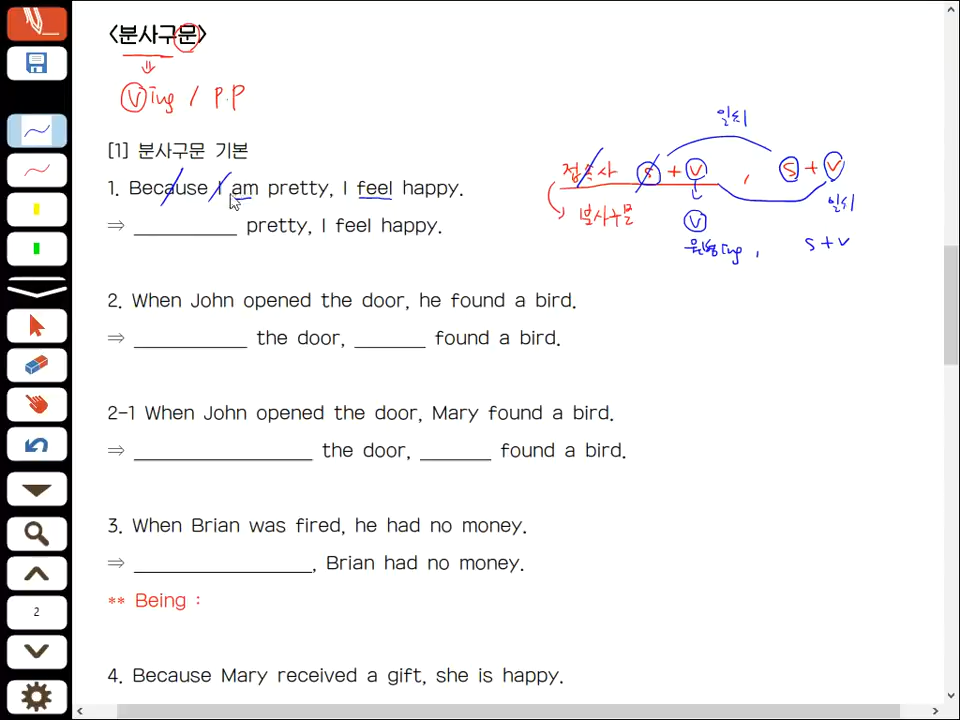 <분사구문>
Ving / P.P
일치
[1] 분사구문 기본
접속사 S + V , S + V
1. Because I am pretty, I feel happy.
일치
분사구문
V
⇒ __________ pretty, I feel happy.
원형ing , S + V
2. When John opened the door, he found a bird.
⇒ ___________ the door, _______ found a bird.
2-1 When John opened the door, Mary found a bird.
⇒ _________________ the door, _______ found a bird.
3. When Brian was fired, he had no money.
⇒ _________________, Brian had no money.
** Being :
2
4. Because Mary received a gift, she is happy.